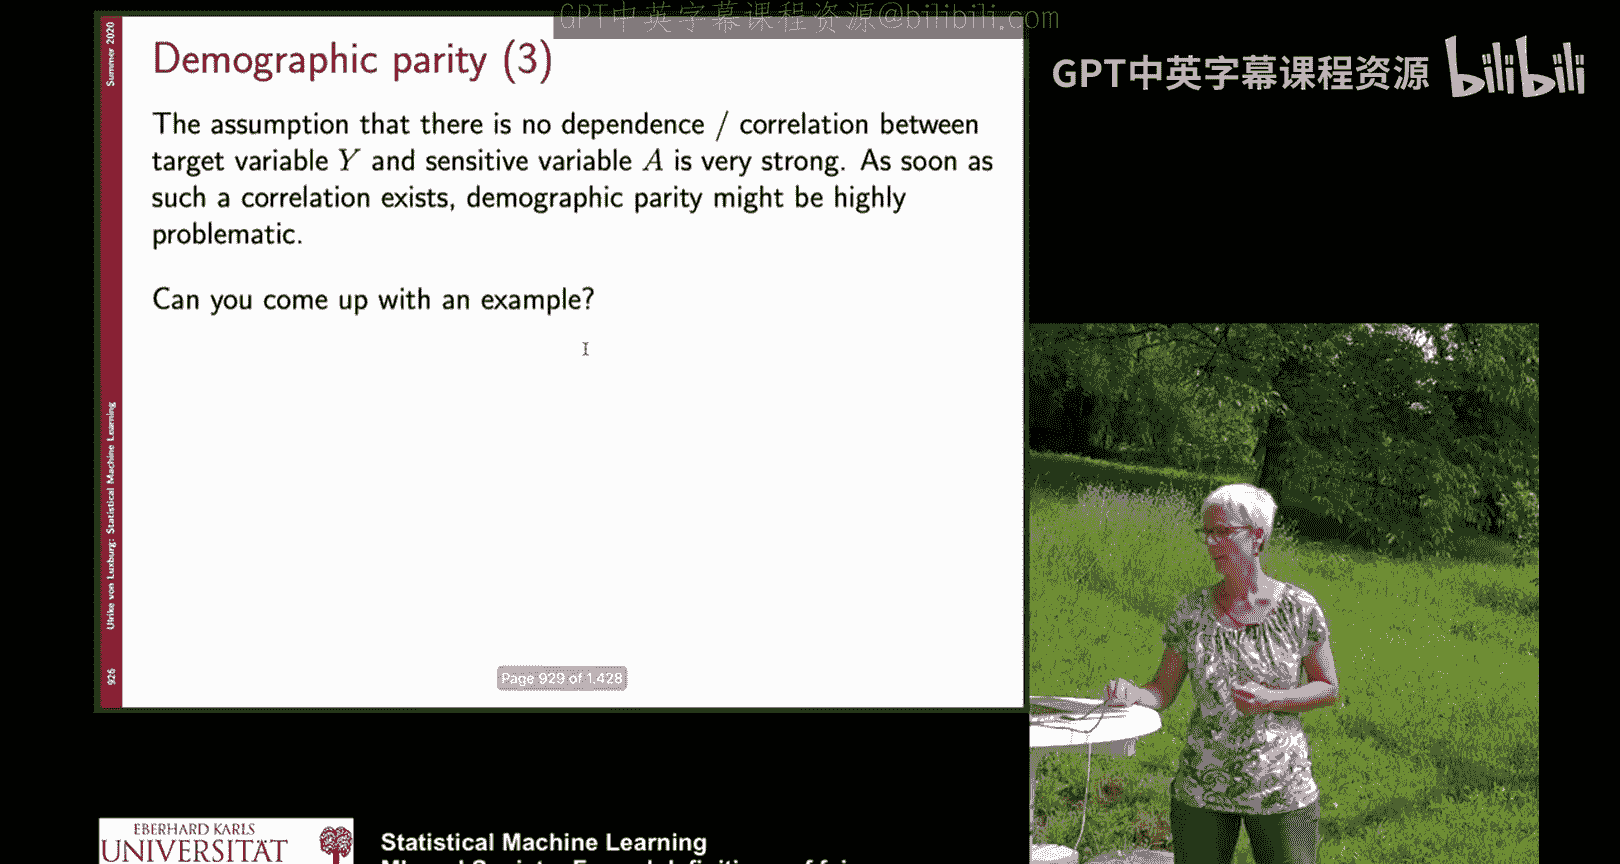 GPT中英字幕课程资源@bilibili.com
Summer 2020
Demographic parity (3)
The assumption that there is no dependence / correlation between
target variable Y and sensitive variable A is very strong. As soon as
such a correlation exists, demographic parity might be highly
problematic.
Can you come up with an example?
Ulrike von Luxburg: Statistical Machine Learning
926
Page 929 of 1,428
GPT中英字幕课程资源 bilibili
EBERHARD KARLS
UNIVERSITÄT
Statistical Machine Learning